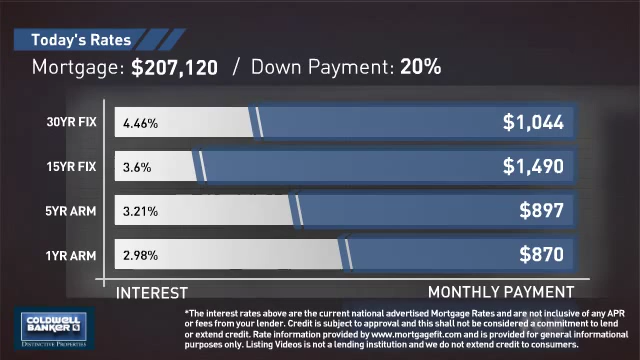 Today's Rates
Mortgage: $207,120 / Down Payment: 20%
30YR FIX 4.46% $1,044
15YR FIX 3.6% $1,490
5YR ARM 3.21% $897
1YR ARM 2.98% $870
INTEREST MONTHLY PAYMENT
COLDWELL
BANKER
DISTINCTIVE PROPERTIES
*The interest rates above are the current national advertised Mortgage Rates and are not inclusive of any APR
or fees from your lender. Credit is subject to approval and this shall not be considered a commitment to lend
or extend credit. Rate information provided by www.mortgagefit.com and is provided for general informational
purposes only. Listing Videos is not a lending institution and we do not extend credit to consumers.